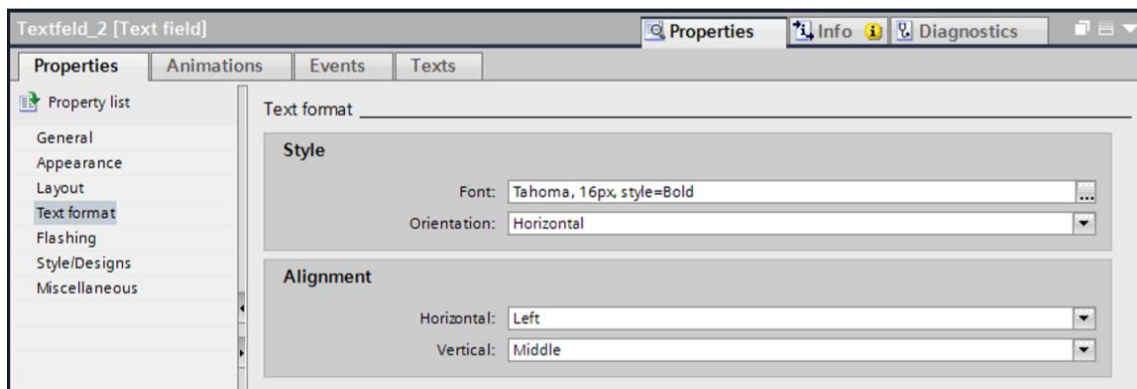 Textfeld_2 [Text field]
Properties Info Diagnostics
Properties Animations Events Texts
Property list
General
Appearance
Layout
Text format
Flashing
Style/Designs
Miscellaneous
Text format
Style
Font: Tahoma, 16px, style=Bold
Orientation: Horizontal
Alignment
Horizontal: Left
Vertical: Middle